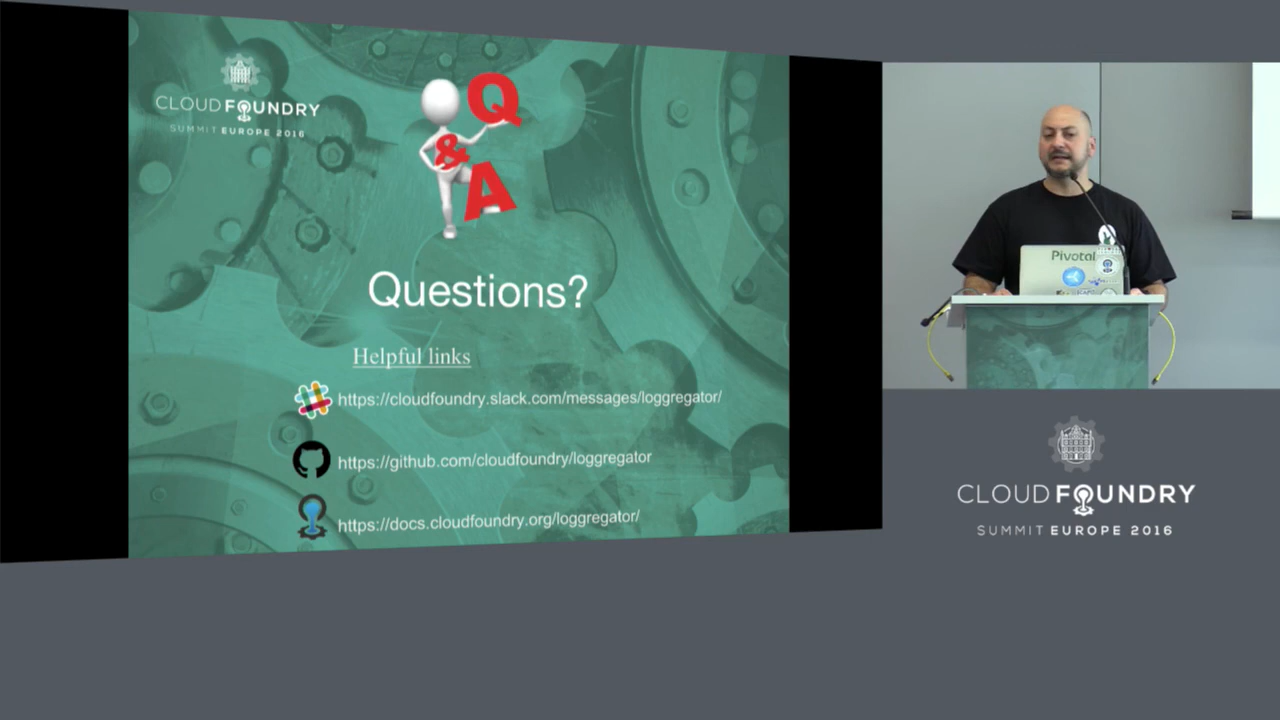 CLOUD FOUNDRY
SUMMIT EUROPE 2016
Q
&
A
Questions?
Helpful links
https://cloudfoundry.slack.com/messages/loggregator/
https://github.com/cloudfoundry/loggregator
https://docs.cloudfoundry.org/loggregator/
Pivotal
CLOUD FOUNDRY
SUMMIT EUROPE 2016